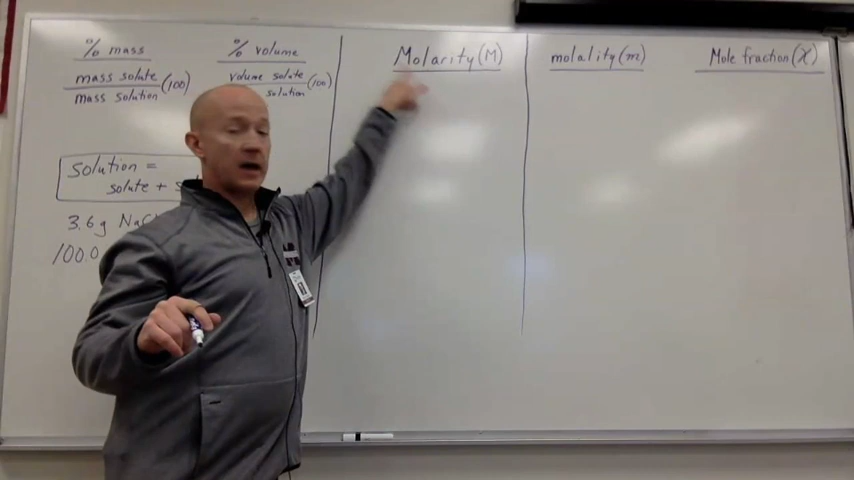 % mass
mass solute
mass solution (100)
% volume
volume solute
solution (100)
Molarity (M)
molality (m)
Mole fraction (χ)
solution =
solute +
3.6g
100.0